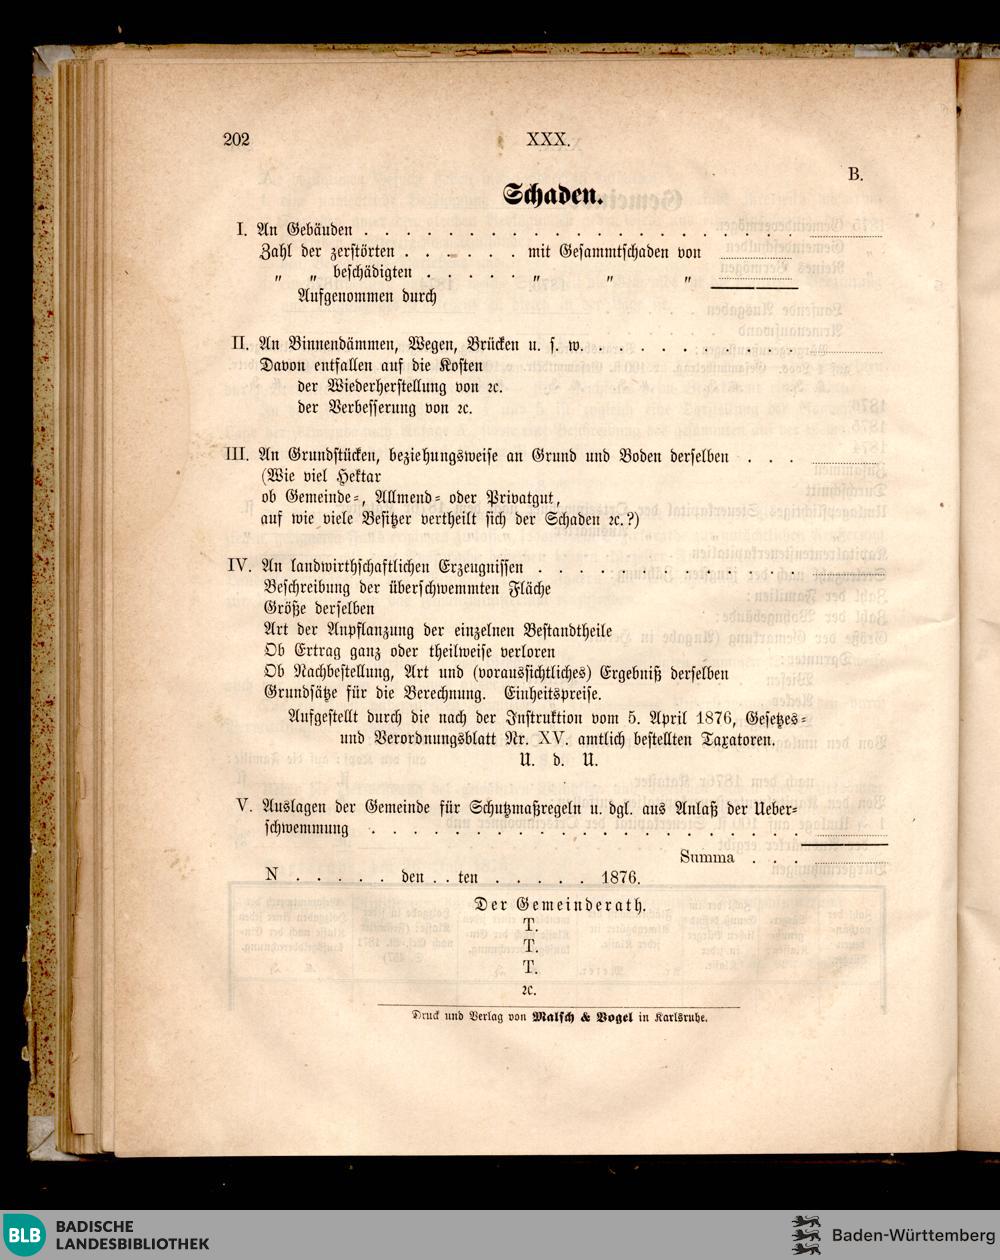 202 XXX.
B.
Schaden.
I. An Gebäuden . . . . . . . . . . . . . . . . .
Zahl der zerstörten . . . . . . mit Gesammtschaden von
„ „ beschädigten . . . . . „ „ „
Aufgenommen durch
II. An Binnendämmen, Wegen, Brücken u. s. w. . . . . .
Davon entfallen auf die Kosten
der Wiederherstellung von ꝛc.
der Verbesserung von ꝛc.
III. An Grundstücken, beziehungsweise an Grund und Boden derselben . . .
(Wie viel Hektar
ob Gemeinde-, Allmend- oder Privatgut,
auf wie viele Besitzer vertheilt sich der Schaden ꝛc.?)
IV. An landwirthschaftlichen Erzeugnissen . . . . . . . . . . .
Beschreibung der überschwemmten Fläche
Größe derselben
Art der Anpflanzung der einzelnen Bestandtheile
Ob Ertrag ganz oder theilweise verloren
Ob Nachbestellung, Art und (voraussichtliches) Ergebniß derselben
Grundsätze für die Berechnung. Einheitspreise.
Aufgestellt durch die nach der Instruktion vom 5. April 1876, Gesetzes-
und Verordnungsblatt Nr. XV. amtlich bestellten Taxatoren.
U. d. U.
V. Auslagen der Gemeinde für Schutzmaßregeln u. dgl. aus Anlaß der Ueber-
schwemmung . . . . . . . . . . . . . . . . .
Summa . . .
N . . . . . den . . ten . . . . . 1876.
Der Gemeinderath.
T.
T.
T.
ꝛc.
Druck und Verlag von Malsch & Vogel in Karlsruhe.
BLB BADISCHE
LANDESBIBLIOTHEK
Baden-Württemberg